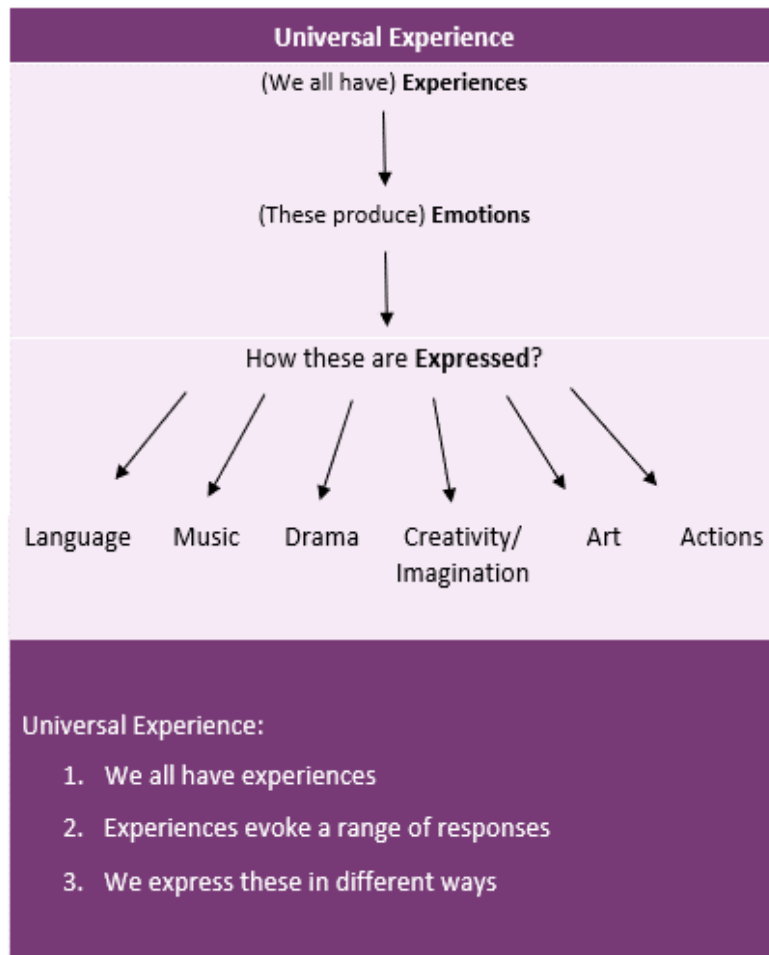 Universal Experience
(We all have) Experiences
(These produce) Emotions
How these are Expressed?
Language Music Drama Creativity/ Art Actions
Imagination
Universal Experience:
1. We all have experiences
2. Experiences evoke a range of responses
3. We express these in different ways